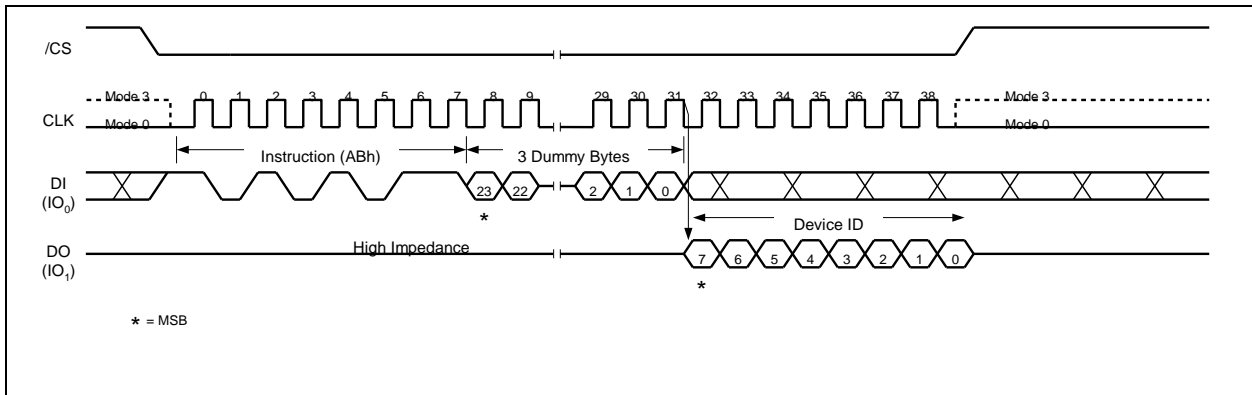 /CS
Mode 3 0 1 2 3 4 5 6 7 8 9 29 30 31 32 33 34 35 36 37 38 Mode 3
CLK Mode 0 Mode 0
Instruction (ABh) 3 Dummy Bytes
DI
(IO0) 23 22 2 1 0
*
Device ID
High Impedance
DO
(IO1) 7 6 5 4 3 2 1 0
*
* = MSB